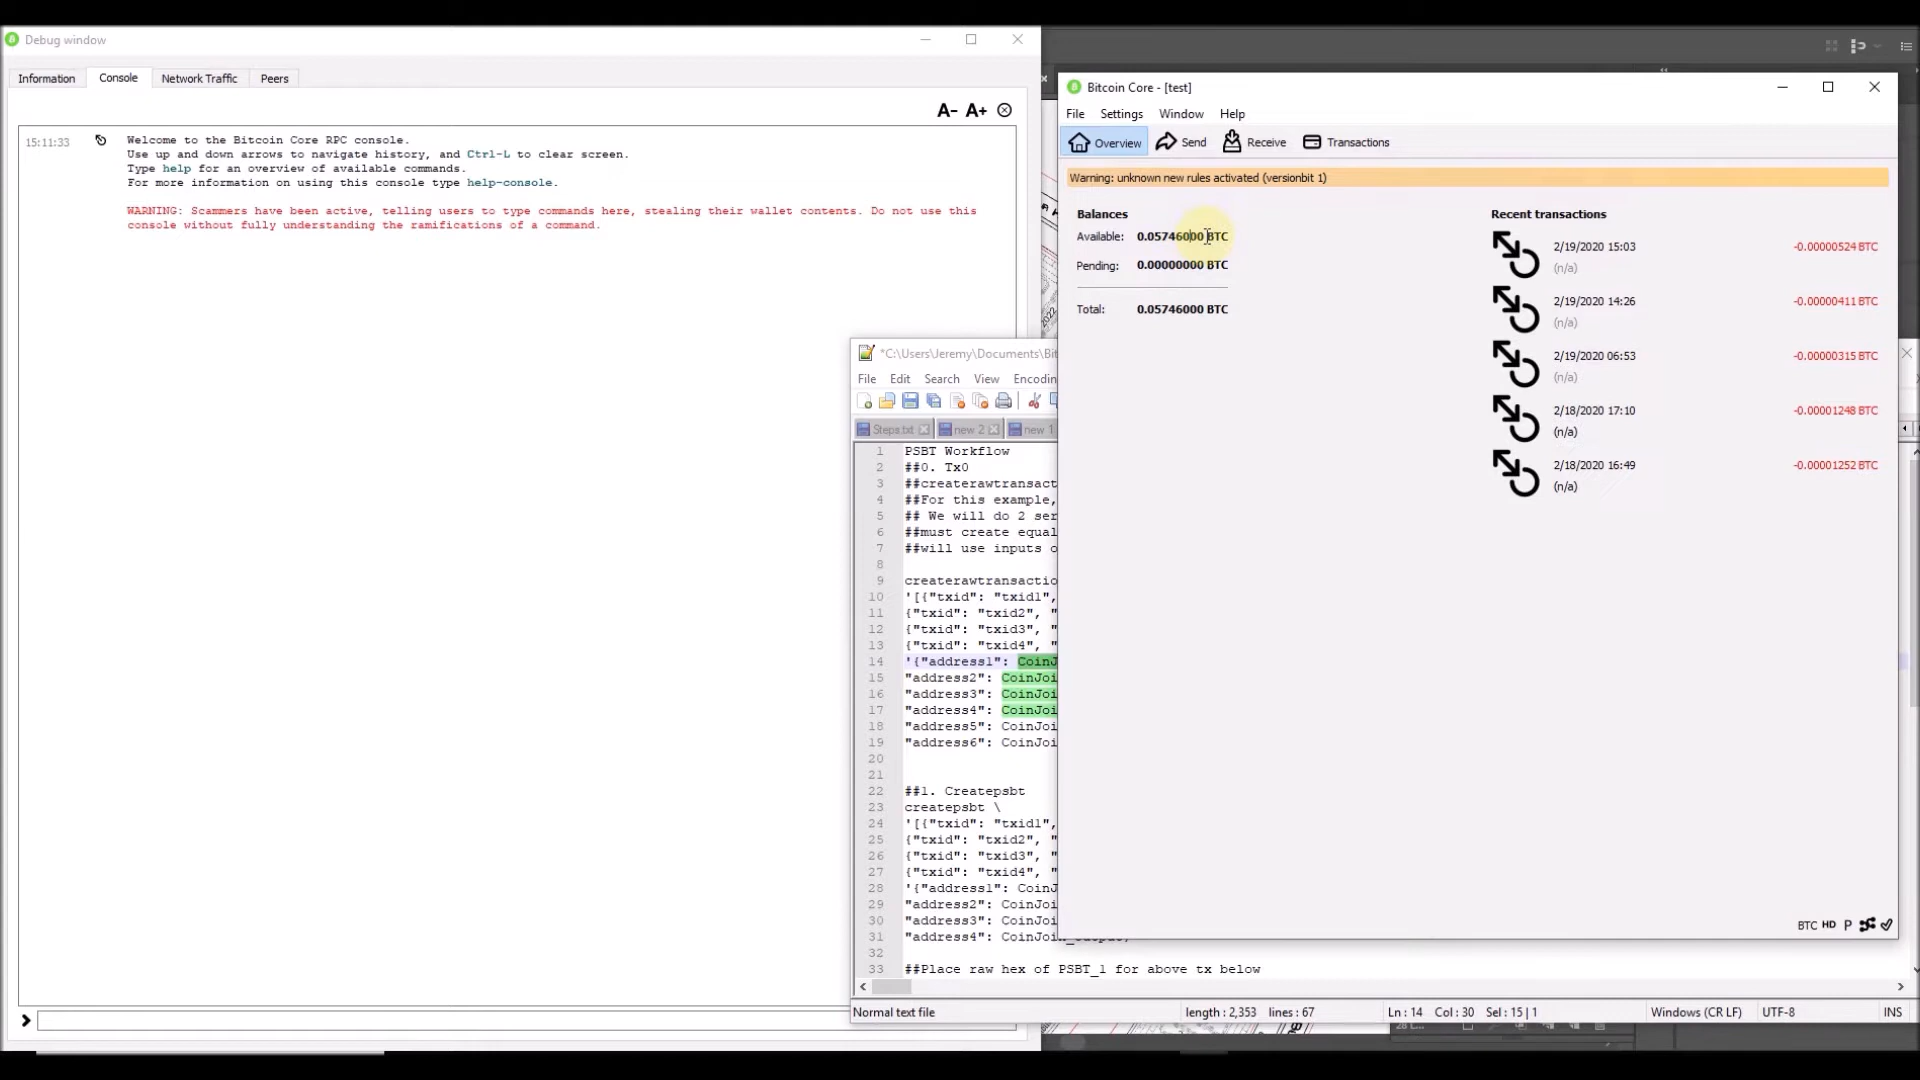 Debug window
Information Console Network Traffic Peers
A- A+
15:11:33
Welcome to the Bitcoin Core RPC console.
Use up and down arrows to navigate history, and Ctrl-L to clear screen.
Type help for an overview of available commands.
For more information on using this console type help-console.
WARNING: Scammers have been active, telling users to type commands here, stealing their wallet contents. Do not use this
console without fully understanding the ramifications of a command.
Bitcoin Core - [test]
File Settings Window Help
Overview Send Receive Transactions
Warning: unknown new rules activated (versionbit 1)
Balances
Available: 0.05746000 BTC
Pending: 0.00000000 BTC
Total: 0.05746000 BTC
Recent transactions
2/19/2020 15:03 -0.00000524 BTC
(n/a)
2/19/2020 14:26 -0.00000411 BTC
(n/a)
2/19/2020 06:53 -0.00000315 BTC
(n/a)
2/18/2020 17:10 -0.00001248 BTC
(n/a)
2/18/2020 16:49 -0.00001252 BTC
(n/a)
BTC HD P
2022
*C:\Users\Jeremy\Documents\Bit
File Edit Search View Encodin
Steps.txt new 2 new 1
1 PSBT Workflow
2 ##0. Tx0
3 ##createrawtransact
4 ##For this example,
5 ## We will do 2 ser
6 ##must create equal
7 ##will use inputs o
8
9 createrawtransactio
10 '[{"txid": "txid1",
11 {"txid": "txid2", "
12 {"txid": "txid3", "
13 {"txid": "txid4", "
14 '{"address1": CoinJ
15 "address2": CoinJoi
16 "address3": CoinJoi
17 "address4": CoinJoi
18 "address5": CoinJoi
19 "address6": CoinJoi
20
21
22 ##1. Createpsbt
23 createpsbt \
24 '[{"txid": "txid1",
25 {"txid": "txid2", "
26 {"txid": "txid3", "
27 {"txid": "txid4", "
28 '{"address1": CoinJ
29 "address2": CoinJoi
30 "address3": CoinJoi
31 "address4":
32
33 ##Place raw hex of PSBT_1 for above tx below
Normal text file length : 2,353 lines : 67 Ln : 14 Col : 30 Sel : 15 | 1 Windows (CR LF) UTF-8 INS